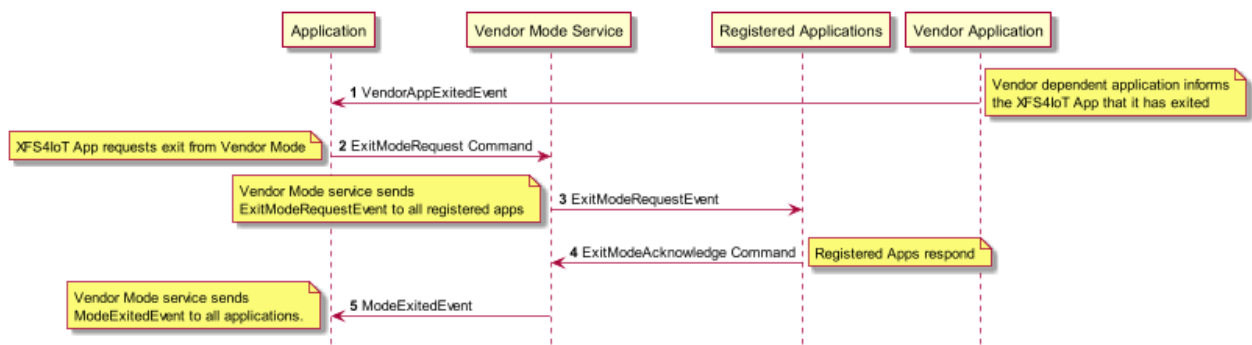 Application
Vendor Mode Service
Registered Applications
Vendor Application
1 VendorAppExitedEvent
Vendor dependent application informs
the XFS4IoT App that it has exited
XFS4IoT App requests exit from Vendor Mode
2 ExitModeRequest Command
Vendor Mode service sends
ExitModeRequestEvent to all registered apps
3 ExitModeRequestEvent
4 ExitModeAcknowledge Command
Registered Apps respond
Vendor Mode service sends
ModeExitedEvent to all applications.
5 ModeExitedEvent